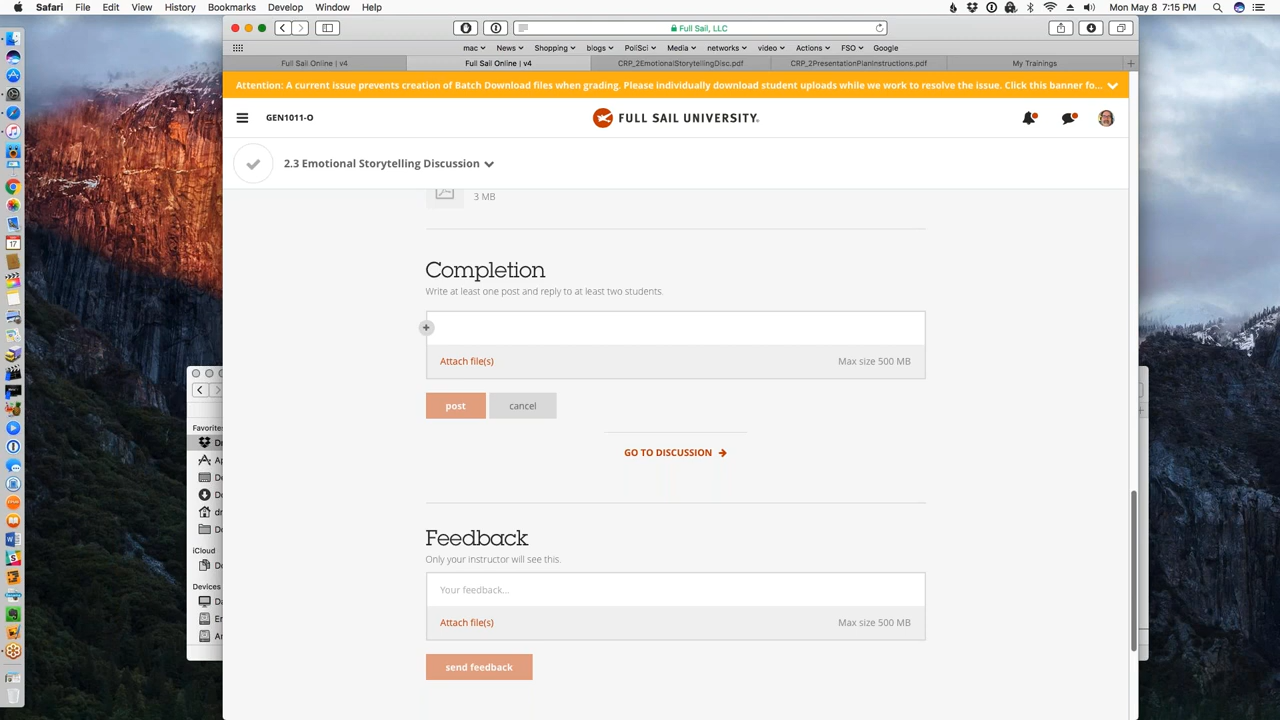 Safari File Edit View History Bookmarks Develop Window Help
Mon May 8 7:15 PM
Full Sail, LLC
mac News Shopping blogs PoliSci Media networks video Actions FSO Google
Full Sail Online | v4
Full Sail Online | v4
CRP_2EmotionalStorytellingDisc.pdf
CRP_2PresentationPlanInstructions.pdf
My Trainings
Attention: A current issue prevents creation of Batch Download files when grading. Please individually download student uploads while we work to resolve the issue. Click this banner fo...
GEN1011-O
FULL SAIL UNIVERSITY.
2.3 Emotional Storytelling Discussion
3 MB
Completion
Write at least one post and reply to at least two students.
Attach file(s)
Max size 500 MB
post
cancel
GO TO DISCUSSION
Feedback
Only your instructor will see this.
Your feedback...
Attach file(s)
Max size 500 MB
send feedback
Favorites
iCloud
Devices
17